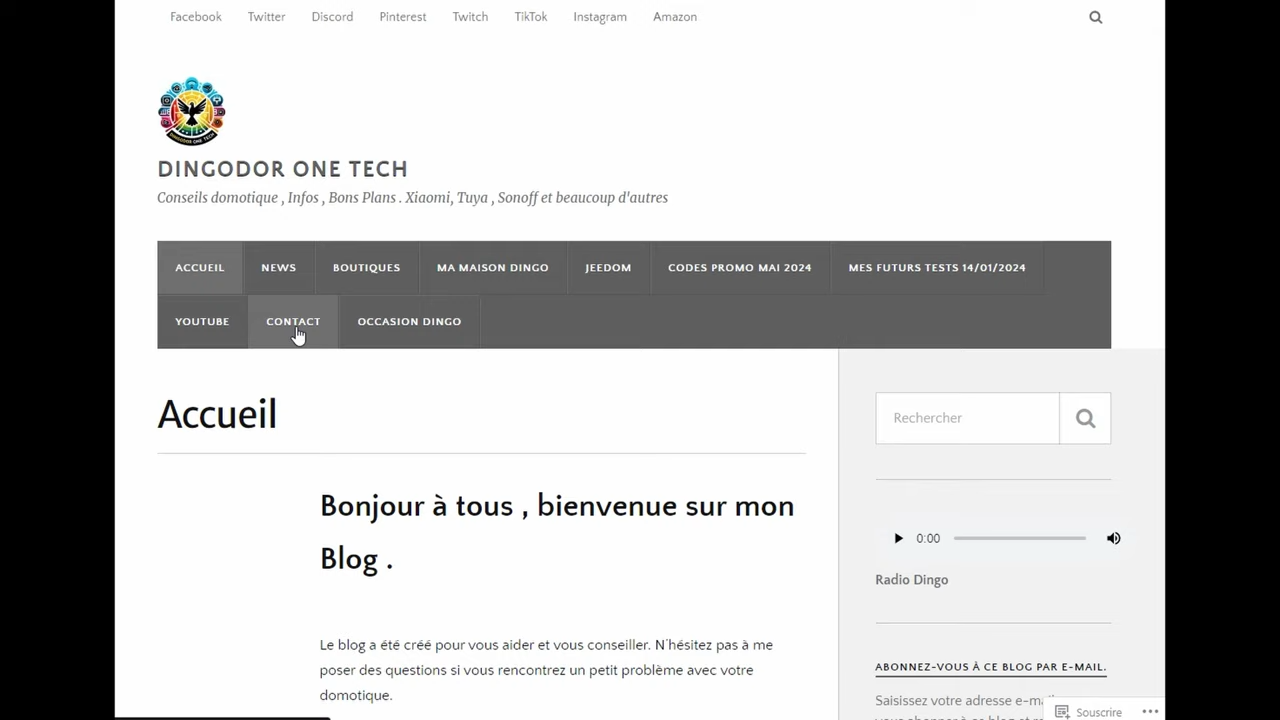 Facebook Twitter Discord Pinterest Twitch TikTok Instagram Amazon
DINGODOR ONE TECH
DINGODOR ONE TECH
Conseils domotique , Infos , Bons Plans . Xiaomi, Tuya , Sonoff et beaucoup d'autres
ACCUEIL NEWS BOUTIQUES MA MAISON DINGO JEEDOM CODES PROMO MAI 2024 MES FUTURS TESTS 14/01/2024
YOUTUBE CONTACT OCCASION DINGO
Accueil
Rechercher
Bonjour à tous , bienvenue sur mon
Blog .
0:00
Radio Dingo
Le blog a été créé pour vous aider et vous conseiller. N'hésitez pas à me
poser des questions si vous rencontrez un petit problème avec votre
domotique.
ABONNEZ-VOUS À CE BLOG PAR E-MAIL.
Saisissez votre adresse e-mail
Souscrire